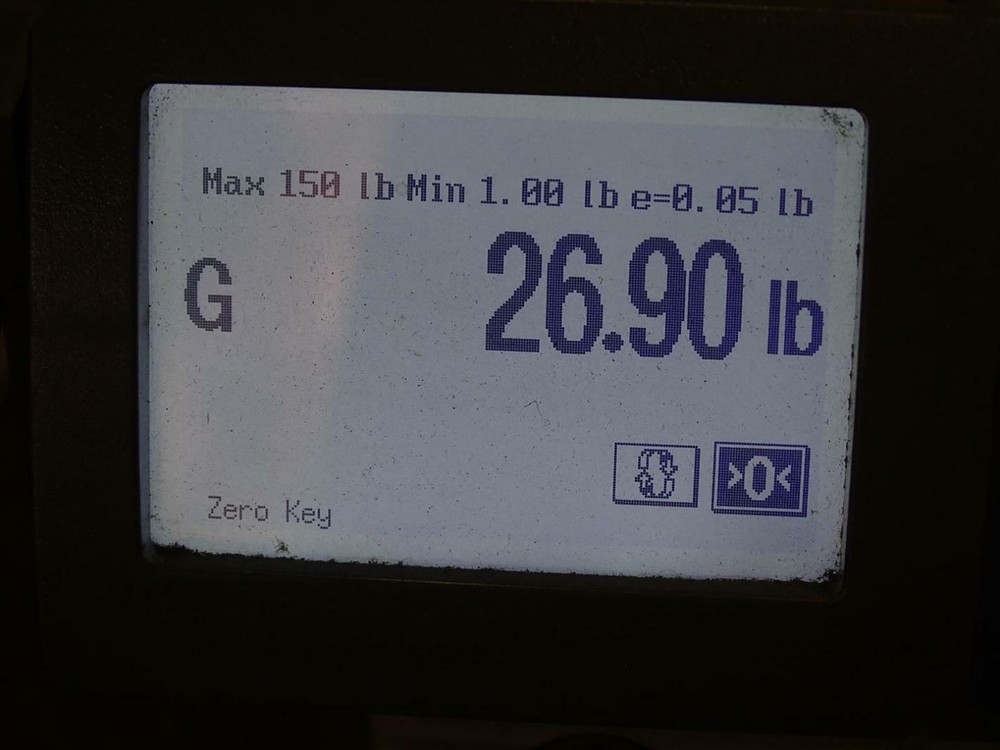 Max 150 lb Min 1.00 lb e=0.05 lb
G 26.90 lb
>0<
Zero Key